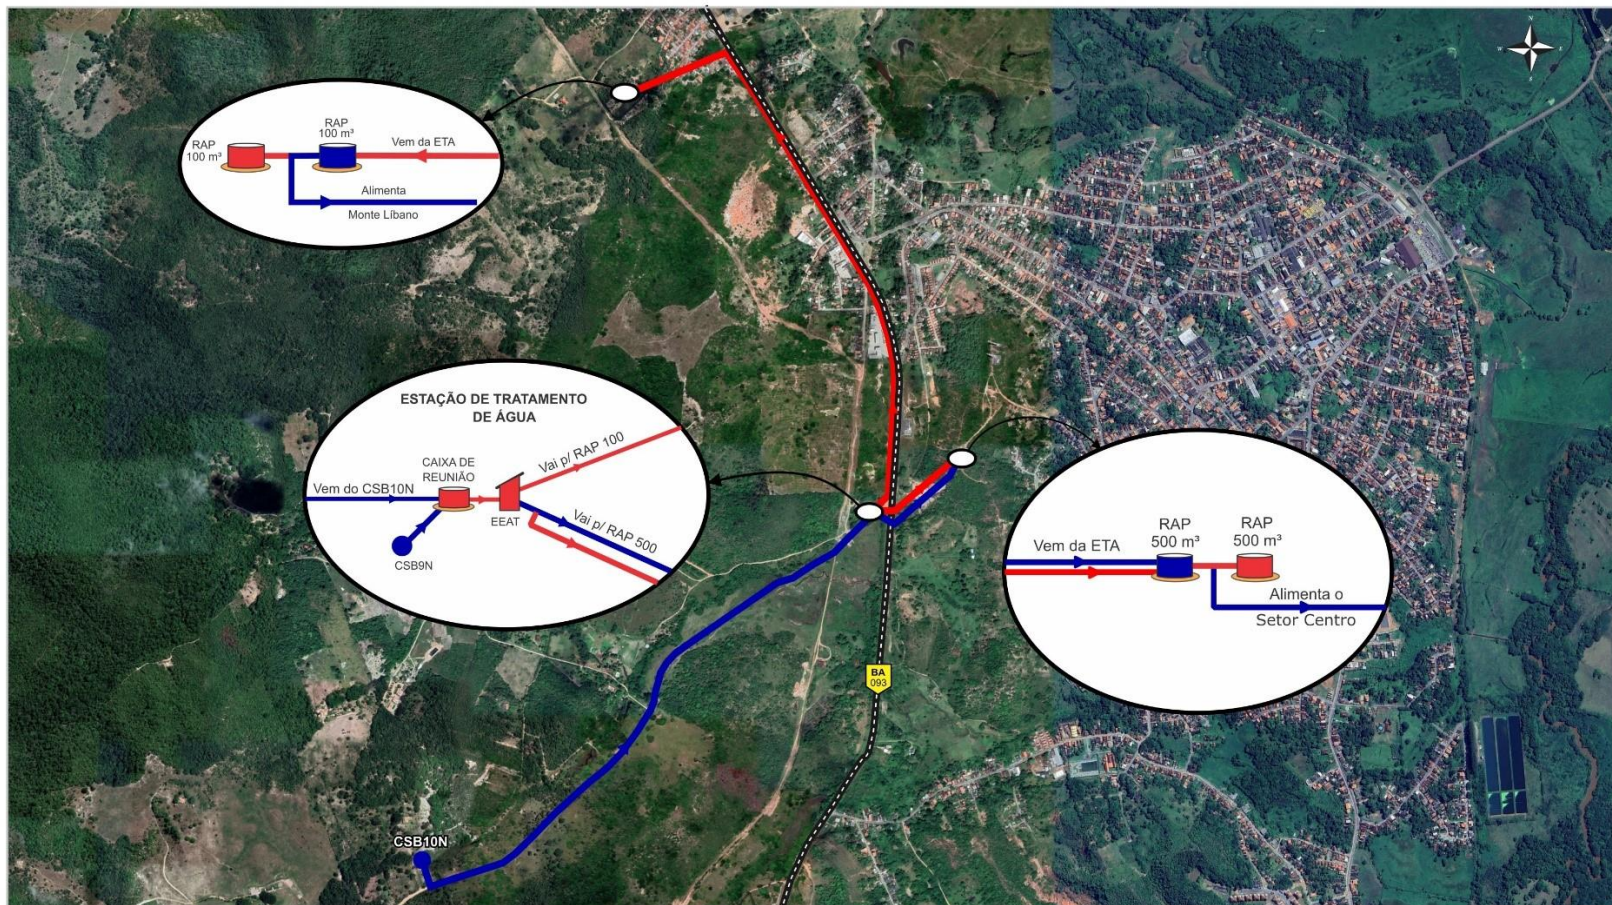 N
W
E
S
RAP
100 m³
RAP
100 m³
Vem da ETA
Alimenta
Monte Líbano
ESTAÇÃO DE TRATAMENTO
DE ÁGUA
Vai p/ RAP 100
CAIXA DE
REUNIÃO
Vem do CSB10N
EEAT
Vai p/ RAP 500
CSB9N
RAP
500 m³
RAP
500 m³
Vem da ETA
Alimenta o
Setor Centro
BA
093
CSB10N